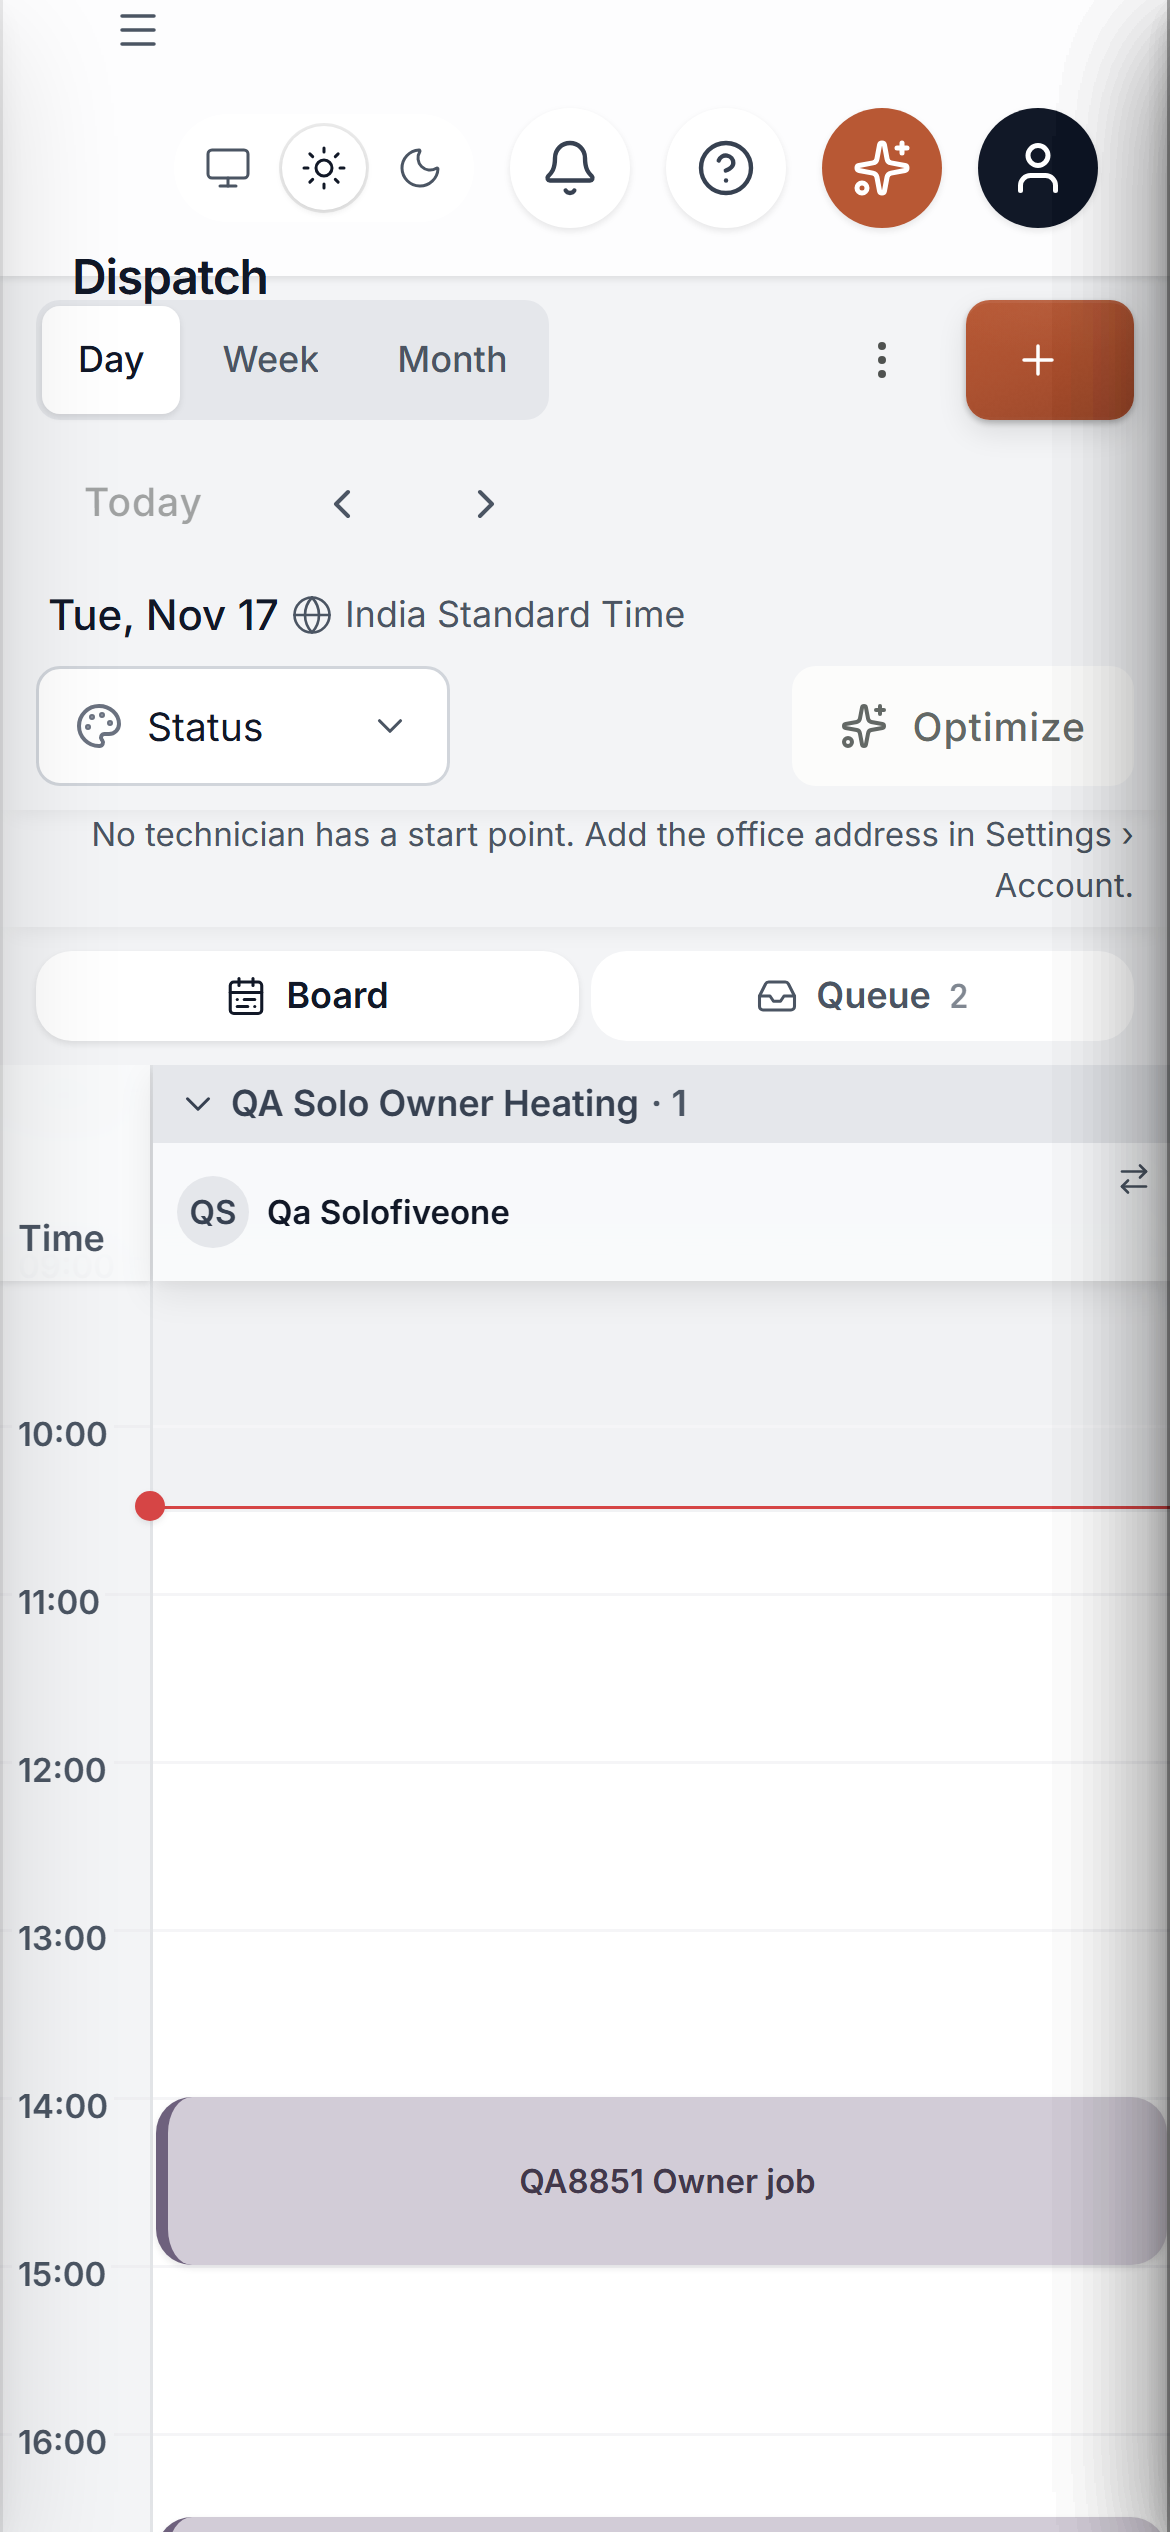 Dispatch
Day Week Month
Today
Tue, Nov 17 India Standard Time
Status Optimize
No technician has a start point. Add the office address in Settings ›
Account.
Board Queue 2
QA Solo Owner Heating · 1
QS Qa Solofiveone
Time
09:00
10:00
11:00
12:00
13:00
14:00
QA8851 Owner job
15:00
16:00